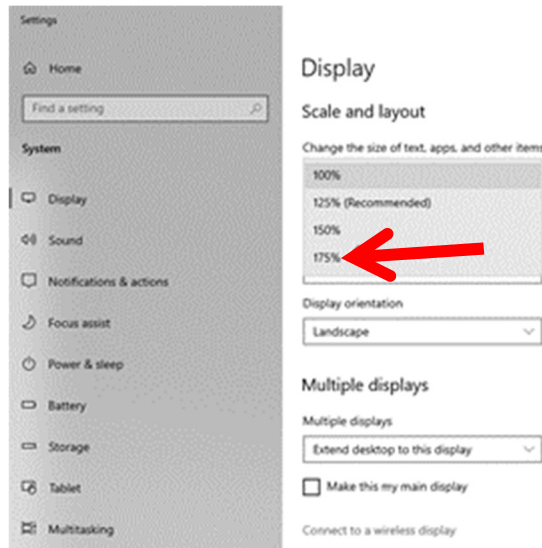 Settings
Home
Find a setting
System
Display
Sound
Notifications & actions
Focus assist
Power & sleep
Battery
Storage
Tablet
Multitasking
Display
Scale and layout
Change the size of text, apps, and other items
100%
125% (Recommended)
150%
175%
Display orientation
Landscape
Multiple displays
Multiple displays
Extend desktop to this display
Make this my main display
Connect to a wireless display